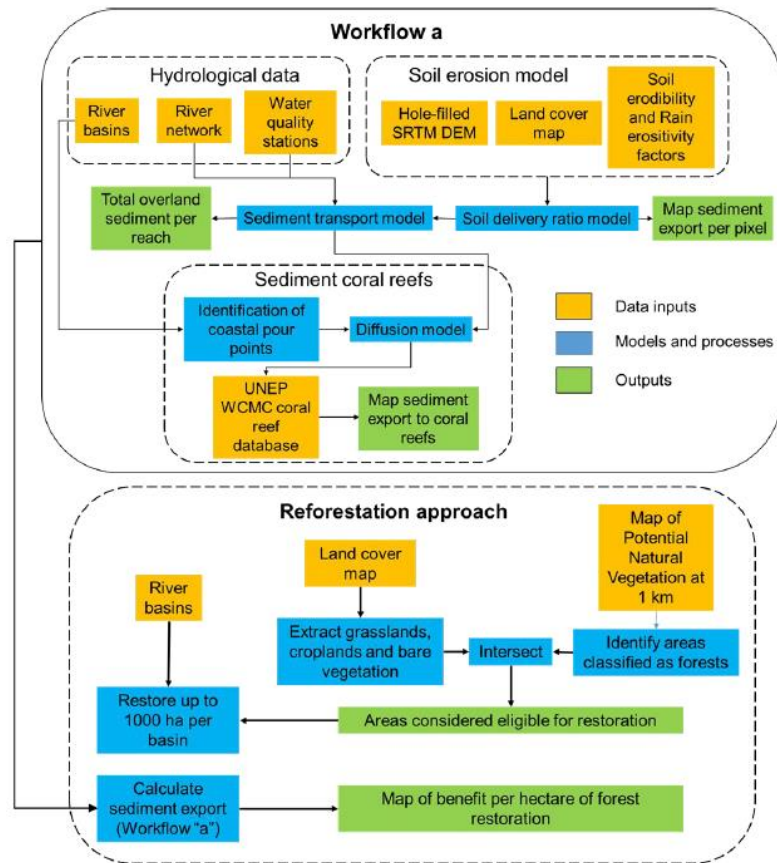 Workflow a
Hydrological data
River
basins
River
network
Water
quality
stations
Soil erosion model
Hole-filled
SRTM DEM
Land cover
map
Soil
erodibility
and Rain
erositivity
factors
Total overland
sediment per
reach
Sediment transport model
Soil delivery ratio model
Map sediment
export per pixel
Sediment coral reefs
Identification of
coastal pour
points
Diffusion model
UNEP
WCMC coral
reef
database
Map sediment
export to coral
reefs
Data inputs
Models and processes
Outputs
Reforestation approach
River
basins
Land cover
map
Map of
Potential
Natural
Vegetation at
1 km
Extract grasslands,
croplands and bare
vegetation
Intersect
Identify areas
classified as forests
Restore up to
1000 ha per
basin
Areas considered eligible for restoration
Calculate
sediment export
(Workflow "a")
Map of benefit per hectare of forest
restoration